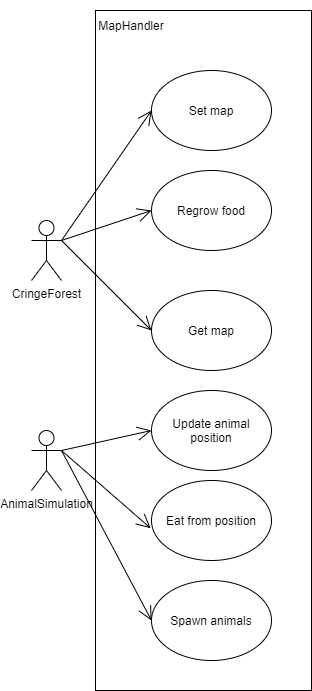 MapHandler
Set map
Regrow food
CringeForest
Get map
Update animal
position
AnimalSimulation
Eat from position
Spawn animals